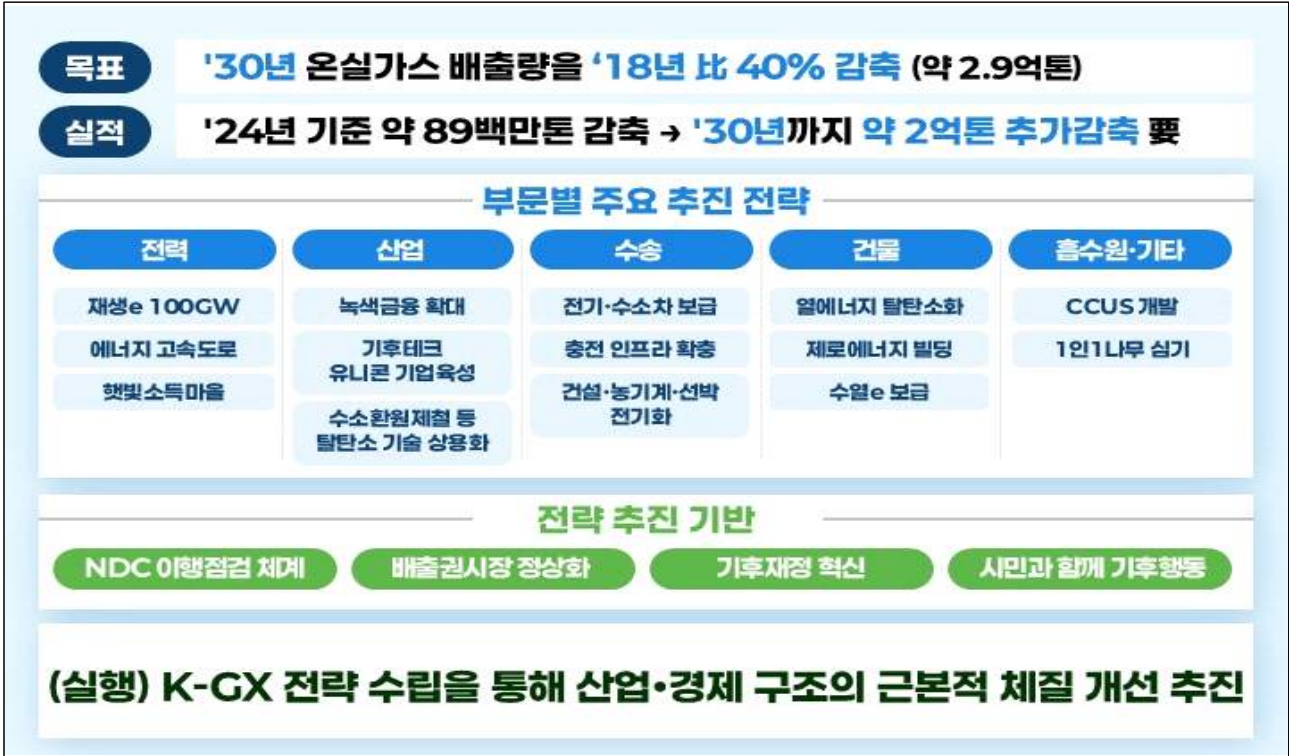 목표 '30년 온실가스 배출량을 ‘18년 比 40% 감축 (약 2.9억톤)
실적 '24년 기준 약 89백만톤 감축 → '30년까지 약 2억톤 추가감축 要
부문별 주요 추진 전략
전력
재생e 100GW
에너지 고속도로
햇빛소득마을
산업
녹색금융 확대
기후테크
유니콘 기업육성
수소환원제철 등
탈탄소 기술 상용화
수송
전기·수소차 보급
충전 인프라 확충
건설·농기계·선박
전기화
건물
열에너지 탈탄소화
제로에너지 빌딩
수열e 보급
흡수원·기타
CCUS 개발
1인1나무 심기
전략 추진 기반
NDC 이행점검 체계
배출권시장 정상화
기후재정 혁신
시민과 함께 기후행동
(실행) K-GX 전략 수립을 통해 산업·경제 구조의 근본적 체질 개선 추진